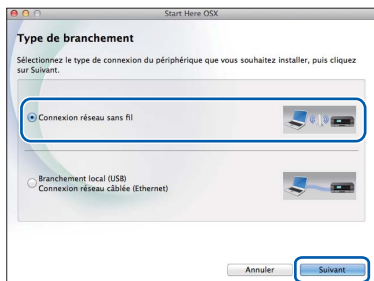 Start Here OSX
Type de branchement
Sélectionnez le type de connexion du périphérique que vous souhaitez installer, puis cliquez
sur Suivant.
Connexion réseau sans fil
Branchement local (USB)
Connexion réseau câblée (Ethernet)
Annuler
Suivant